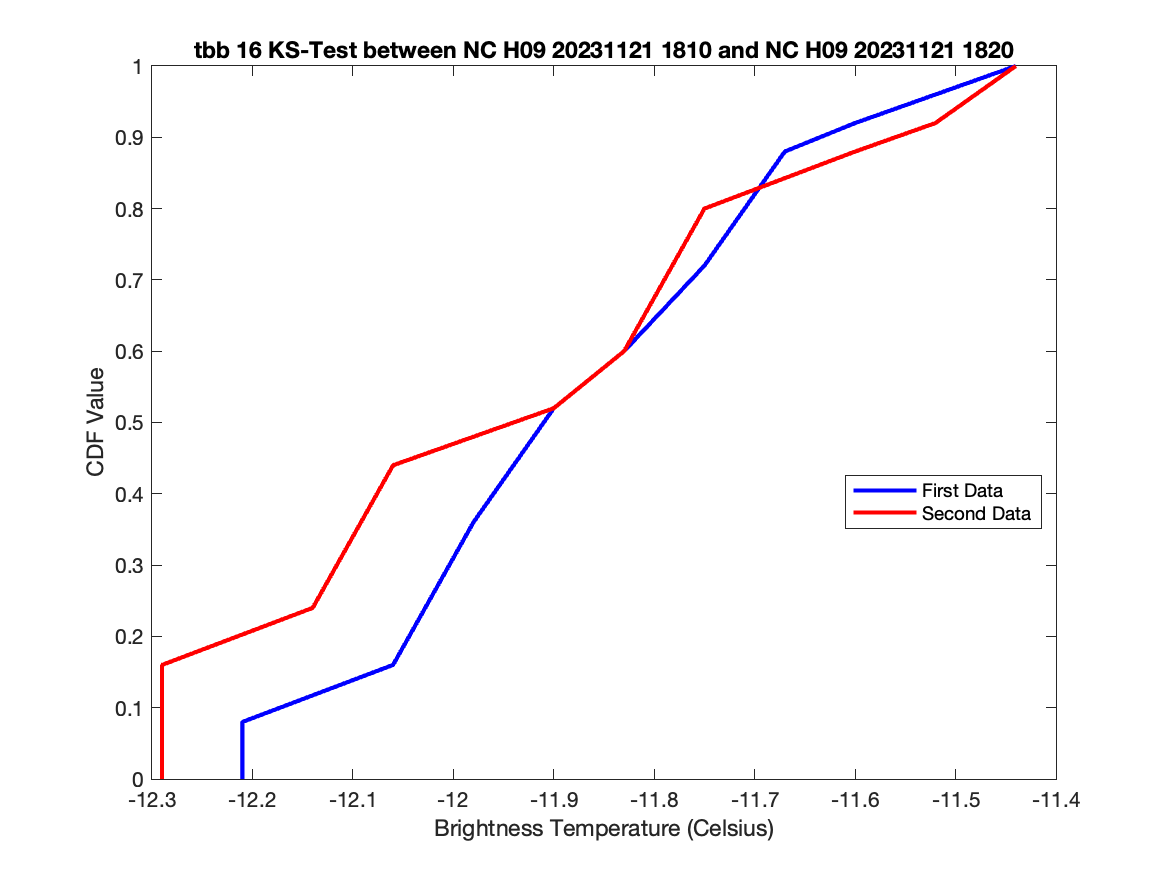 tbb 16 KS-Test between NC H09 20231121 1810 and NC H09 20231121 1820
1
0.9
0.8
0.7
0.6
0.5
0.4
0.3
0.2
0.1
0
CDF Value
First Data
Second Data
-12.3 -12.2 -12.1 -12 -11.9 -11.8 -11.7 -11.6 -11.5 -11.4
Brightness Temperature (Celsius)